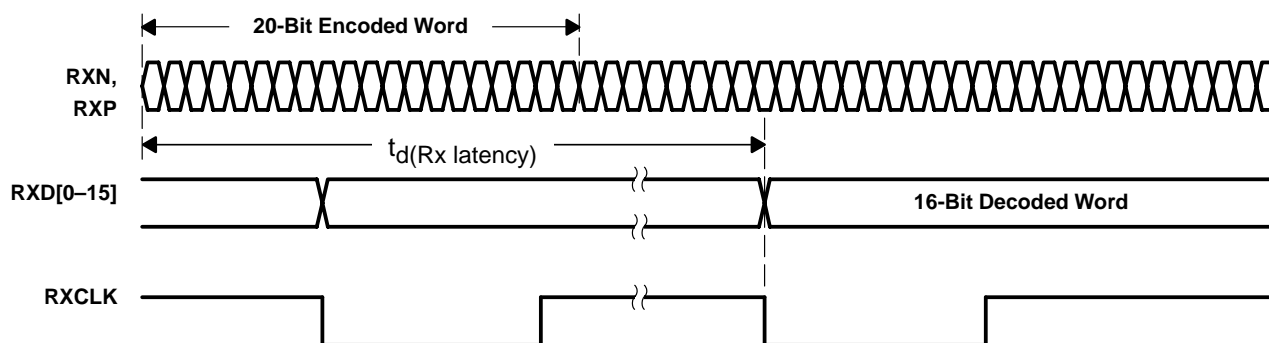 20-Bit Encoded Word
RXN,
RXP
td(Rx latency)
RXD[0–15]
16-Bit Decoded Word
RXCLK